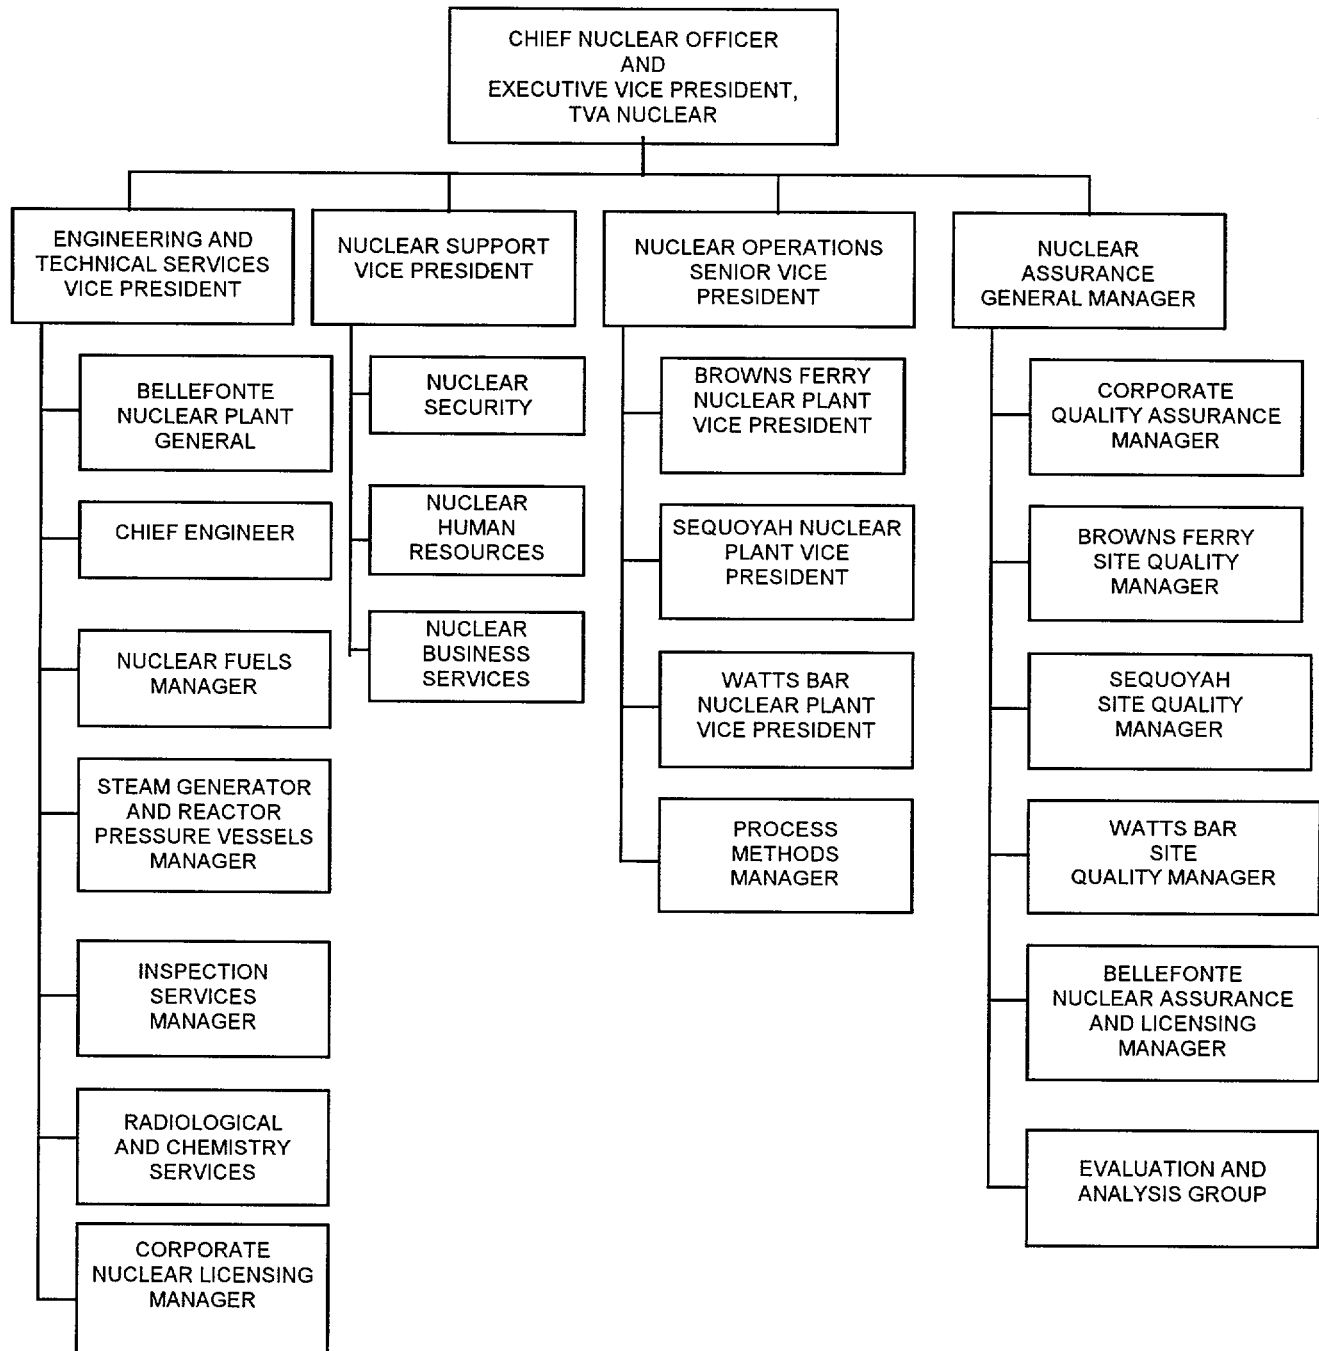 CHIEF NUCLEAR OFFICER
AND
EXECUTIVE VICE PRESIDENT,
TVA NUCLEAR
ENGINEERING AND
TECHNICAL SERVICES
VICE PRESIDENT
NUCLEAR SUPPORT
VICE PRESIDENT
NUCLEAR OPERATIONS
SENIOR VICE
PRESIDENT
NUCLEAR
ASSURANCE
GENERAL MANAGER
BELLEFONTE
NUCLEAR PLANT
GENERAL
CHIEF ENGINEER
NUCLEAR FUELS
MANAGER
STEAM GENERATOR
AND REACTOR
PRESSURE VESSELS
MANAGER
INSPECTION
SERVICES
MANAGER
RADIOLOGICAL
AND CHEMISTRY
SERVICES
CORPORATE
NUCLEAR LICENSING
MANAGER
NUCLEAR
SECURITY
NUCLEAR
HUMAN
RESOURCES
NUCLEAR
BUSINESS
SERVICES
BROWNS FERRY
NUCLEAR PLANT
VICE PRESIDENT
SEQUOYAH NUCLEAR
PLANT VICE
PRESIDENT
WATTS BAR
NUCLEAR PLANT
VICE PRESIDENT
PROCESS
METHODS
MANAGER
CORPORATE
QUALITY ASSURANCE
MANAGER
BROWNS FERRY
SITE QUALITY
MANAGER
SEQUOYAH
SITE QUALITY
MANAGER
WATTS BAR
SITE
QUALITY MANAGER
BELLEFONTE
NUCLEAR ASSURANCE
AND LICENSING
MANAGER
EVALUATION AND
ANALYSIS GROUP